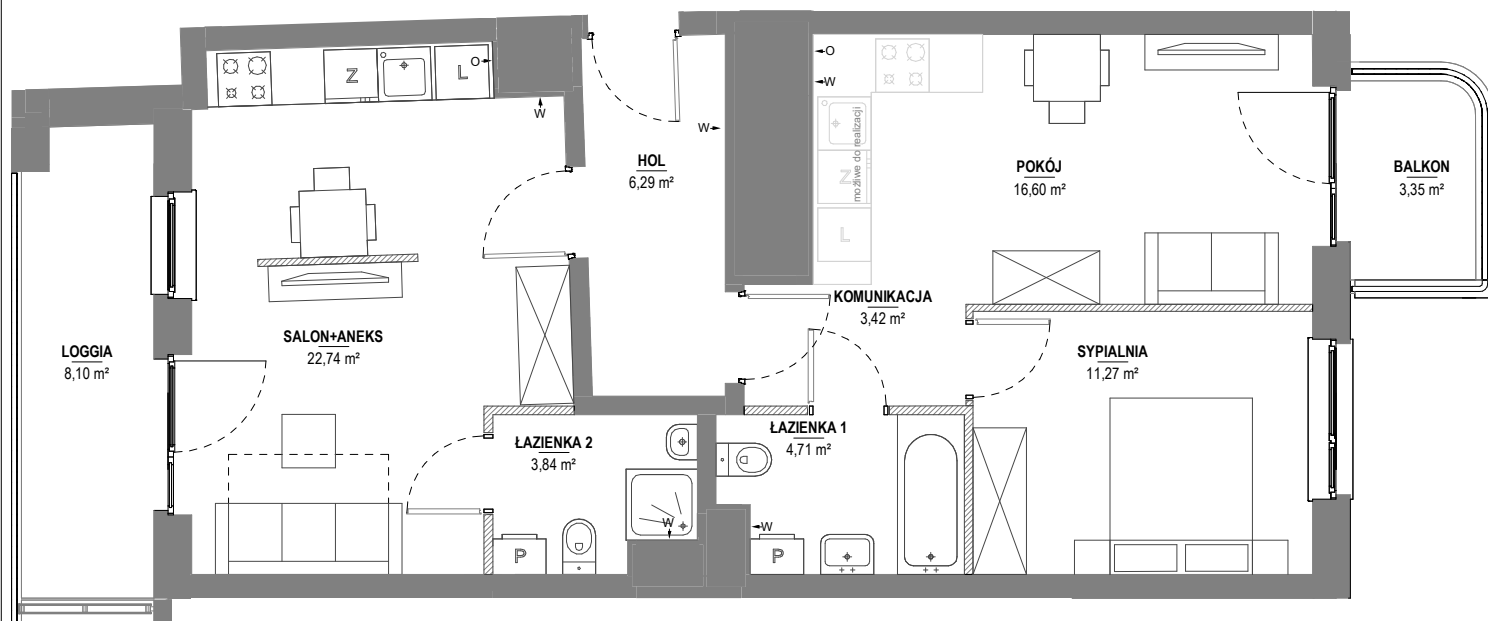 HOL
6,29 m²
POKÓJ
16,60 m²
BALKON
3,35 m²
KOMUNIKACJA
3,42 m²
SALON+ANEKS
22,74 m²
LOGGIA
8,10 m²
SYPIALNIA
11,27 m²
ŁAZIENKA 2
3,84 m²
ŁAZIENKA 1
4,71 m²
możliwe do realizacji
Z
L
O
W
W
O
W
Z
L
W
W
P
P